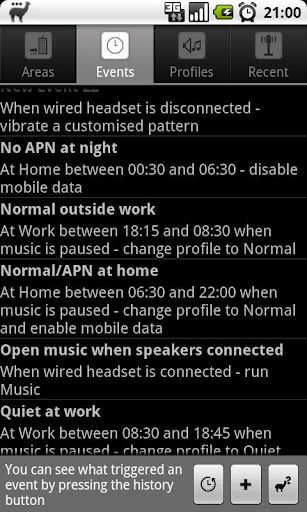 3G
21:00
Areas
Events
Profiles
Recent
When wired headset is disconnected -
vibrate a customised pattern
No APN at night
At Home between 00:30 and 06:30 - disable
mobile data
Normal outside work
At Work between 18:15 and 08:30 when
music is paused - change profile to Normal
Normal/APN at home
At Home between 06:30 and 22:00 when
music is paused - change profile to Normal
and enable mobile data
Open music when speakers connected
When wired headset is connected - run
Music
Quiet at work
At Work between 08:30 and 18:45 when
music is paused - change profile to Quiet
You can see what triggered an
event by pressing the history
button